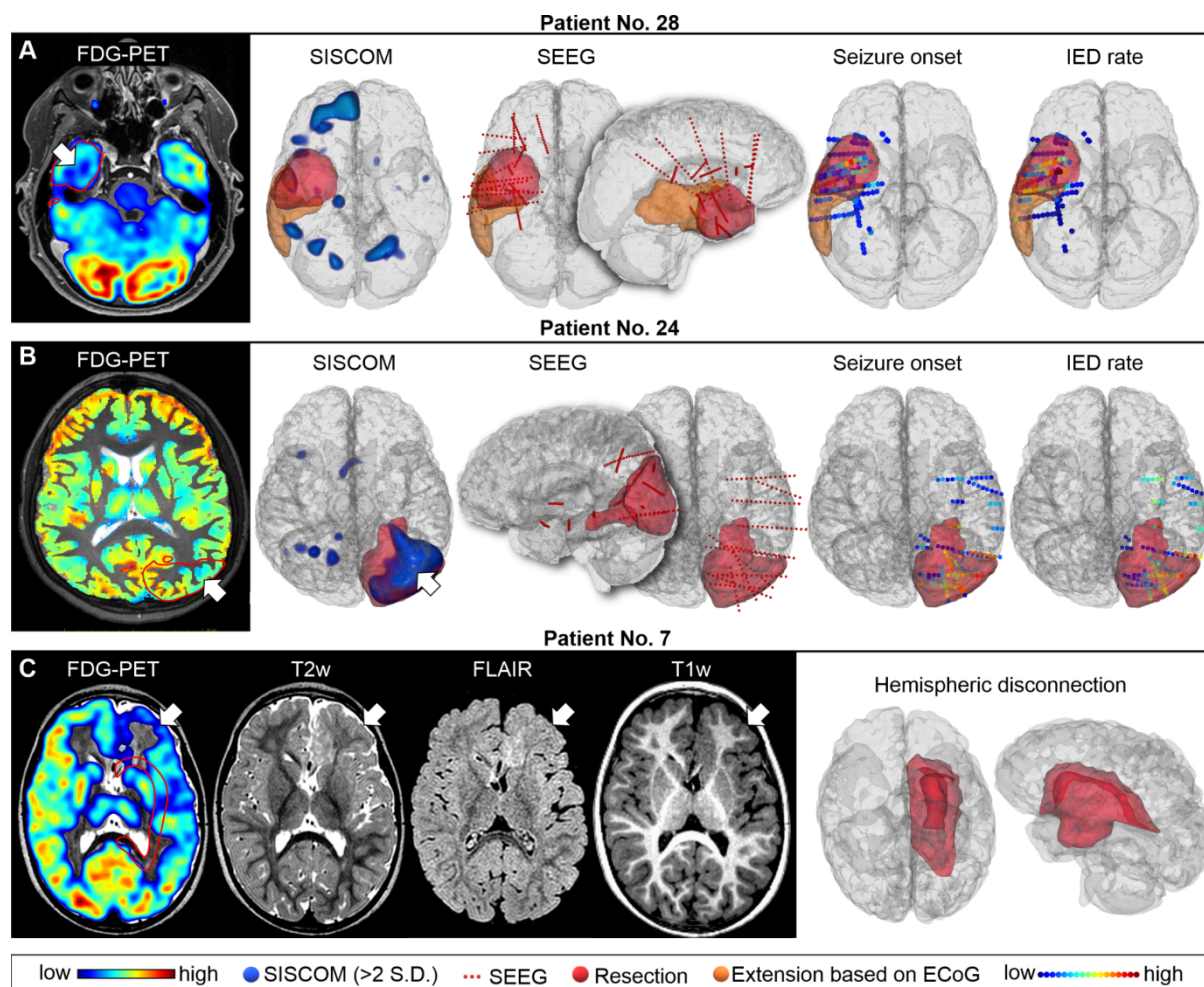 Patient No. 28
A
FDG-PET
SISCOM
SEEG
Seizure onset
IED rate
Patient No. 24
B
FDG-PET
SISCOM
SEEG
Seizure onset
IED rate
Patient No. 7
C
FDG-PET
T2w
FLAIR
T1w
Hemispheric disconnection
low high SISCOM (>2 S.D.) SEEG Resection Extension based on ECoG low high